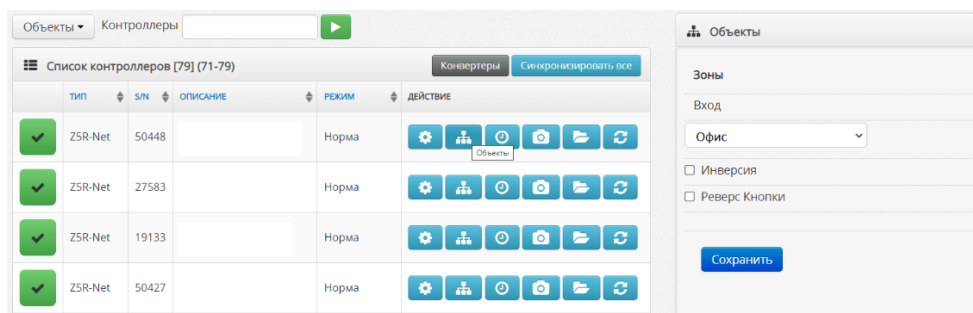 Объекты Контроллеры
Список контроллеров [79] (71-79) Конвертеры Синхронизировать все
ТИП S/N ОПИСАНИЕ РЕЖИМ ДЕЙСТВИЕ
Z5R-Net 50448 Норма
Объекты
Z5R-Net 27583 Норма
Z5R-Net 19133 Норма
Z5R-Net 50427 Норма
Объекты
Зоны
Вход
Офис
Инверсия
Реверс Кнопки
Сохранить